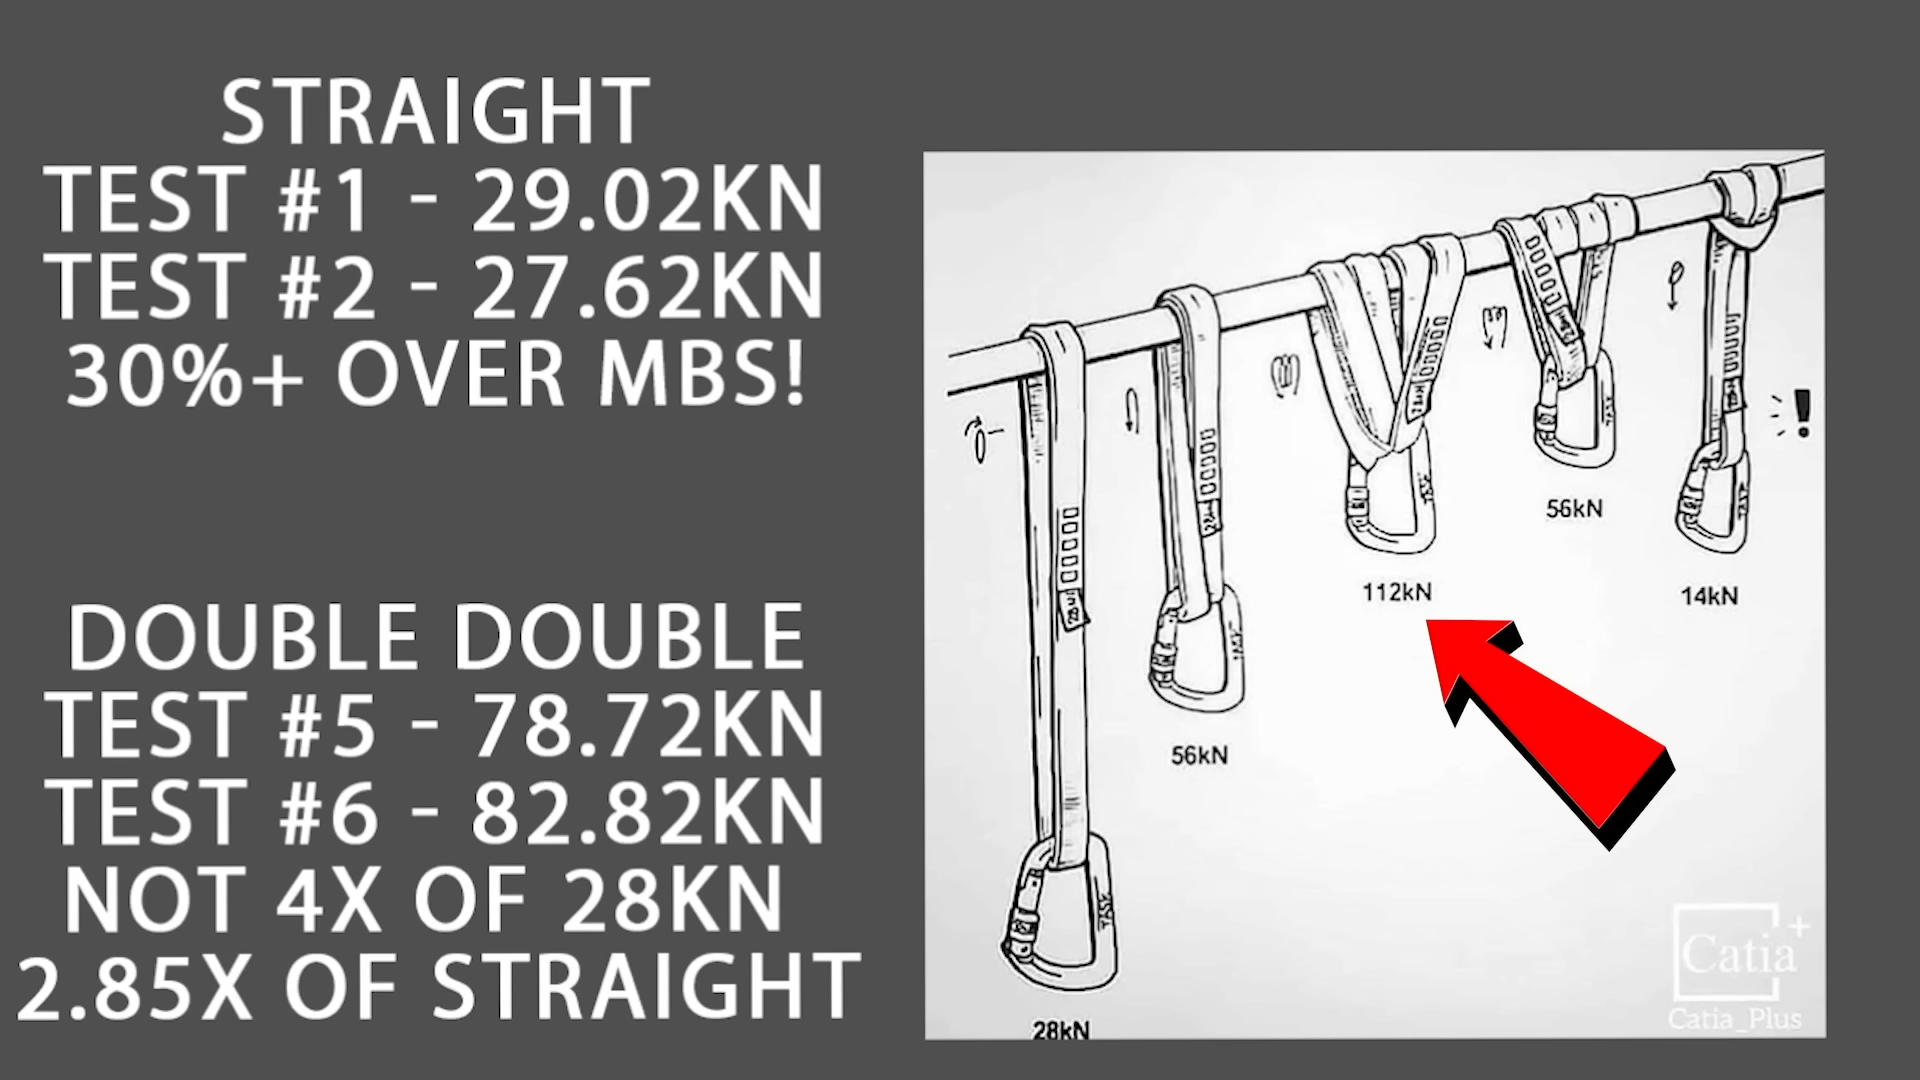 STRAIGHT
TEST #1 - 29.02KN
TEST #2 - 27.62KN
30%+ OVER MBS!
DOUBLE DOUBLE
TEST #5 - 78.72KN
TEST #6 - 82.82KN
NOT 4X OF 28KN
2.85X OF STRAIGHT
56kN
112kN
14kN
56kN
28kN
!
Catia+
Catia_Plus